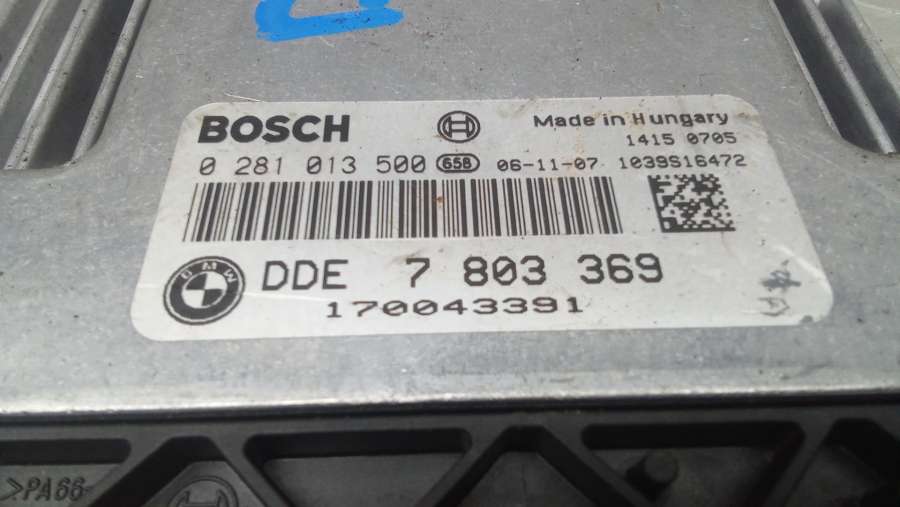 BOSCH Made in Hungary
1415 0705
0 281 013 500 658 06-11-07 1039S16472
BMW DDE 7 803 369
170043391
>PA66-